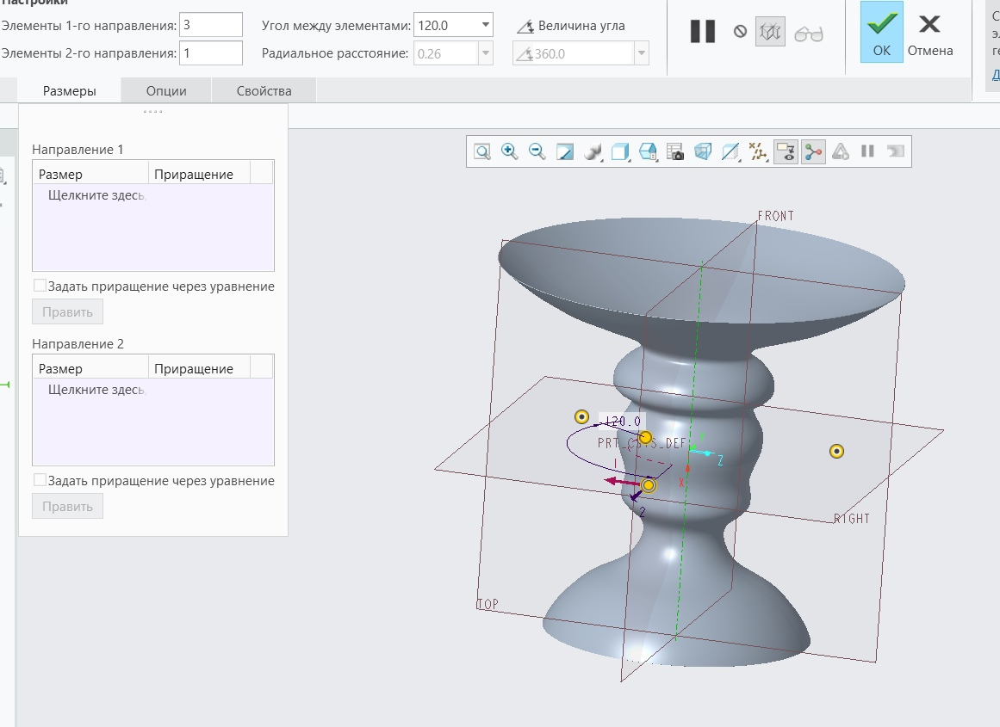 Настройки
Элементы 1-го направления: 3 Угол между элементами: 120.0 Величина угла
Элементы 2-го направления: 1 Радиальное расстояние: 0.26 360.0
OK Отмена
Размеры Опции Свойства
Направление 1
Размер Приращение
Щелкните здесь,
Задать приращение через уравнение
Править
Направление 2
Размер Приращение
Щелкните здесь,
Задать приращение через уравнение
Править
FRONT
120.0
PRT_CSYS_DEF
Y
Z
X
1
2
RIGHT
TOP